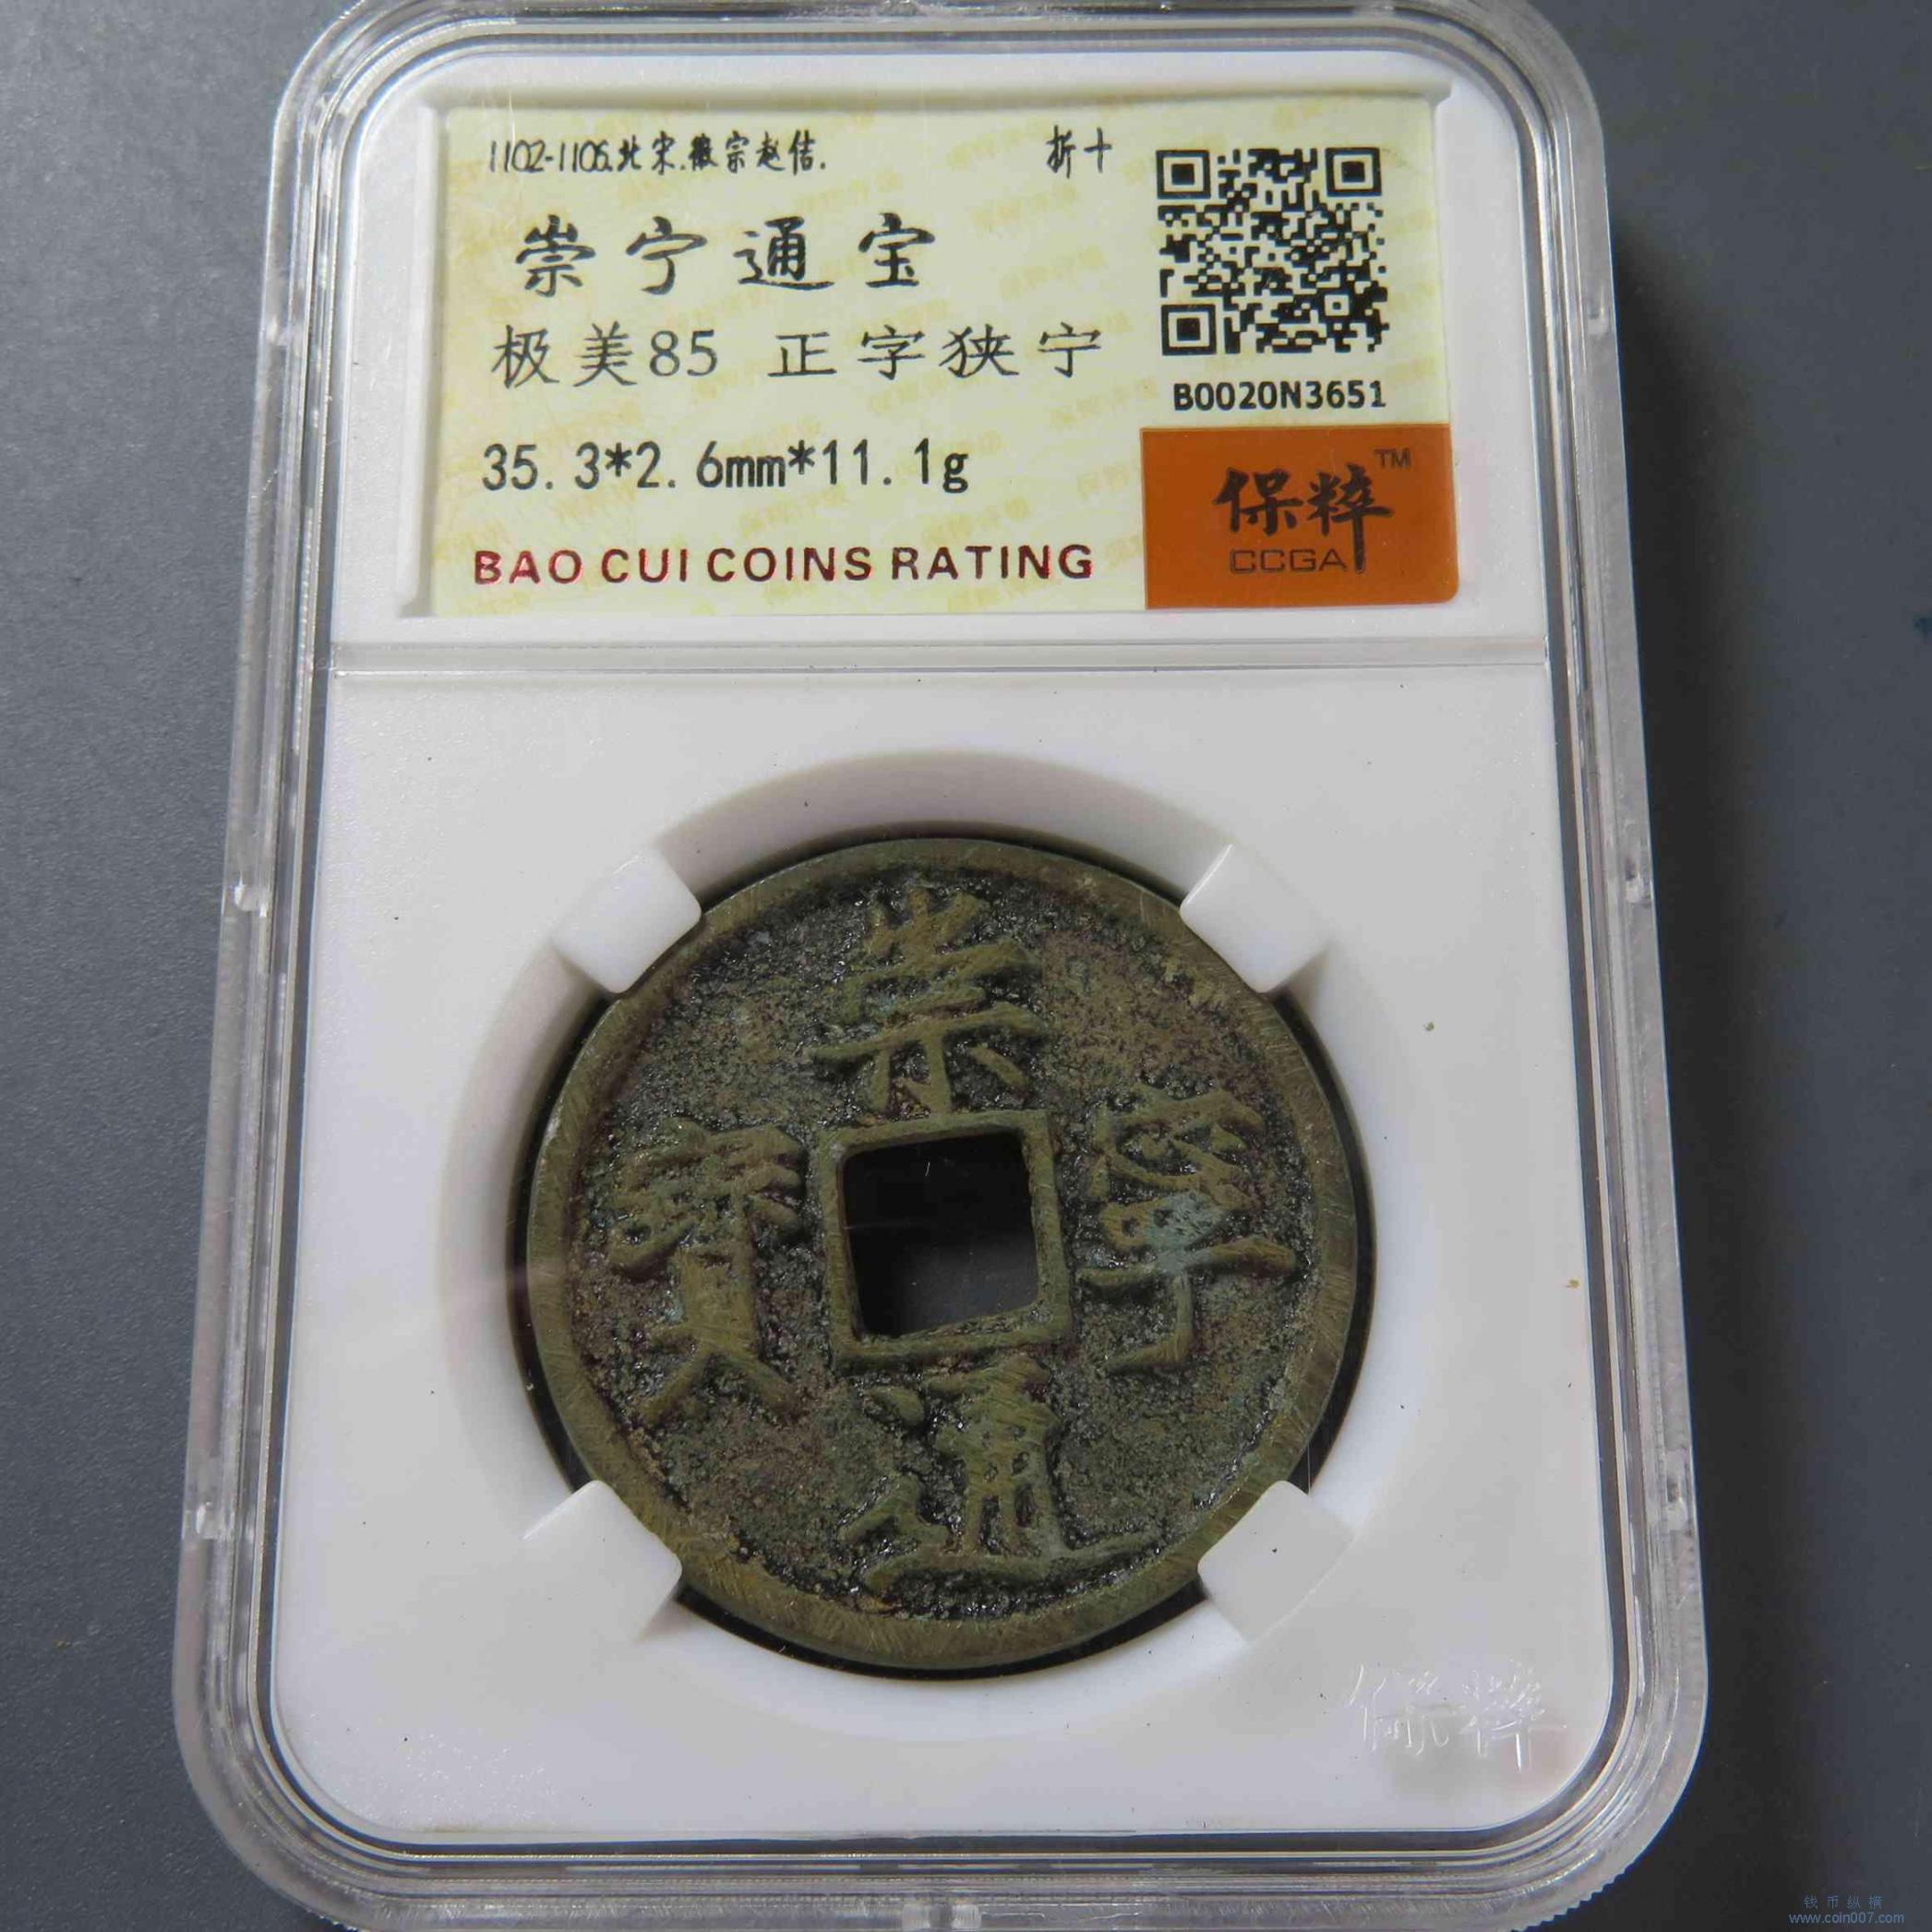 1102-1106.北宋.徽宗赵佶. 折十
崇宁通宝
极美85 正字狭宁
B0020N3651
35.3*2.6mm*11.1g
保粹™
CCGA
BAO CUI COINS RATING
崇
寶 寧
通
保粹
钱币纵横
www.coin007.com